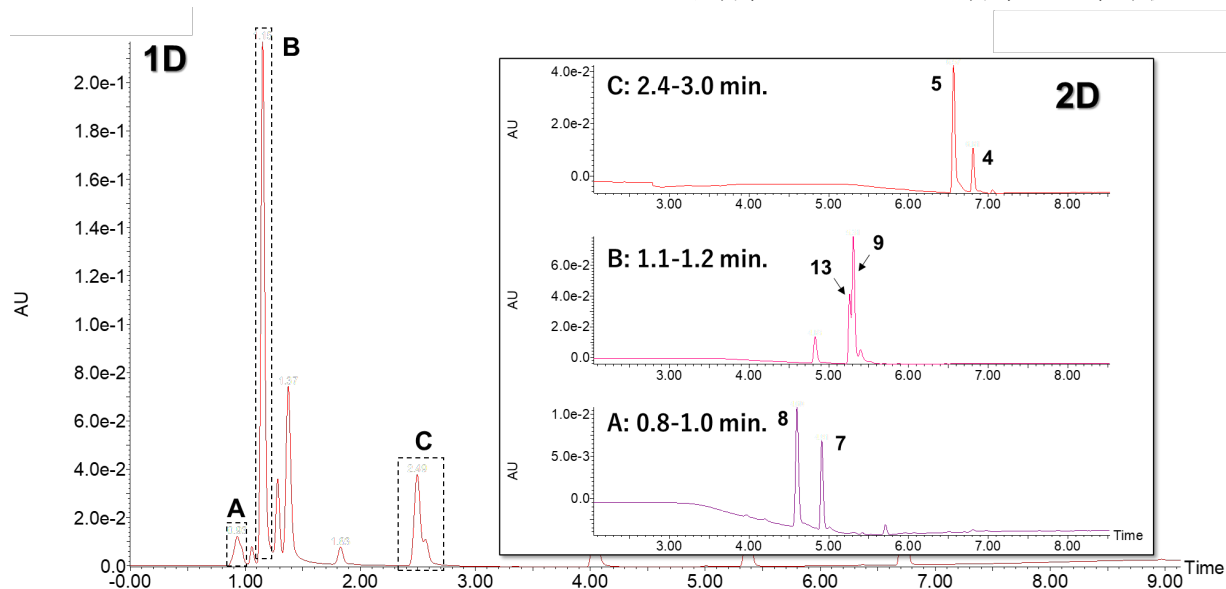 1D
B
2.0e-1
1.8e-1
1.6e-1
1.4e-1
1.2e-1
1.0e-1
8.0e-2
6.0e-2
4.0e-2
2.0e-2
0.0
AU
1.37
C
2.49
A
1.83
-0.00
1.00
2.00
3.00
4.00
5.00
6.00
7.00
8.00
9.00
Time
2D
C: 2.4-3.0 min.
5
4
4.0e-2
2.0e-2
0.0
AU
3.00
4.00
5.00
6.00
7.00
8.00
B: 1.1-1.2 min.
13
9
6.0e-2
4.0e-2
2.0e-2
0.0
AU
3.00
4.00
5.00
6.00
7.00
8.00
A: 0.8-1.0 min.
8
7
1.0e-2
5.0e-3
0.0
AU
Time
3.00
4.00
5.00
6.00
7.00
8.00